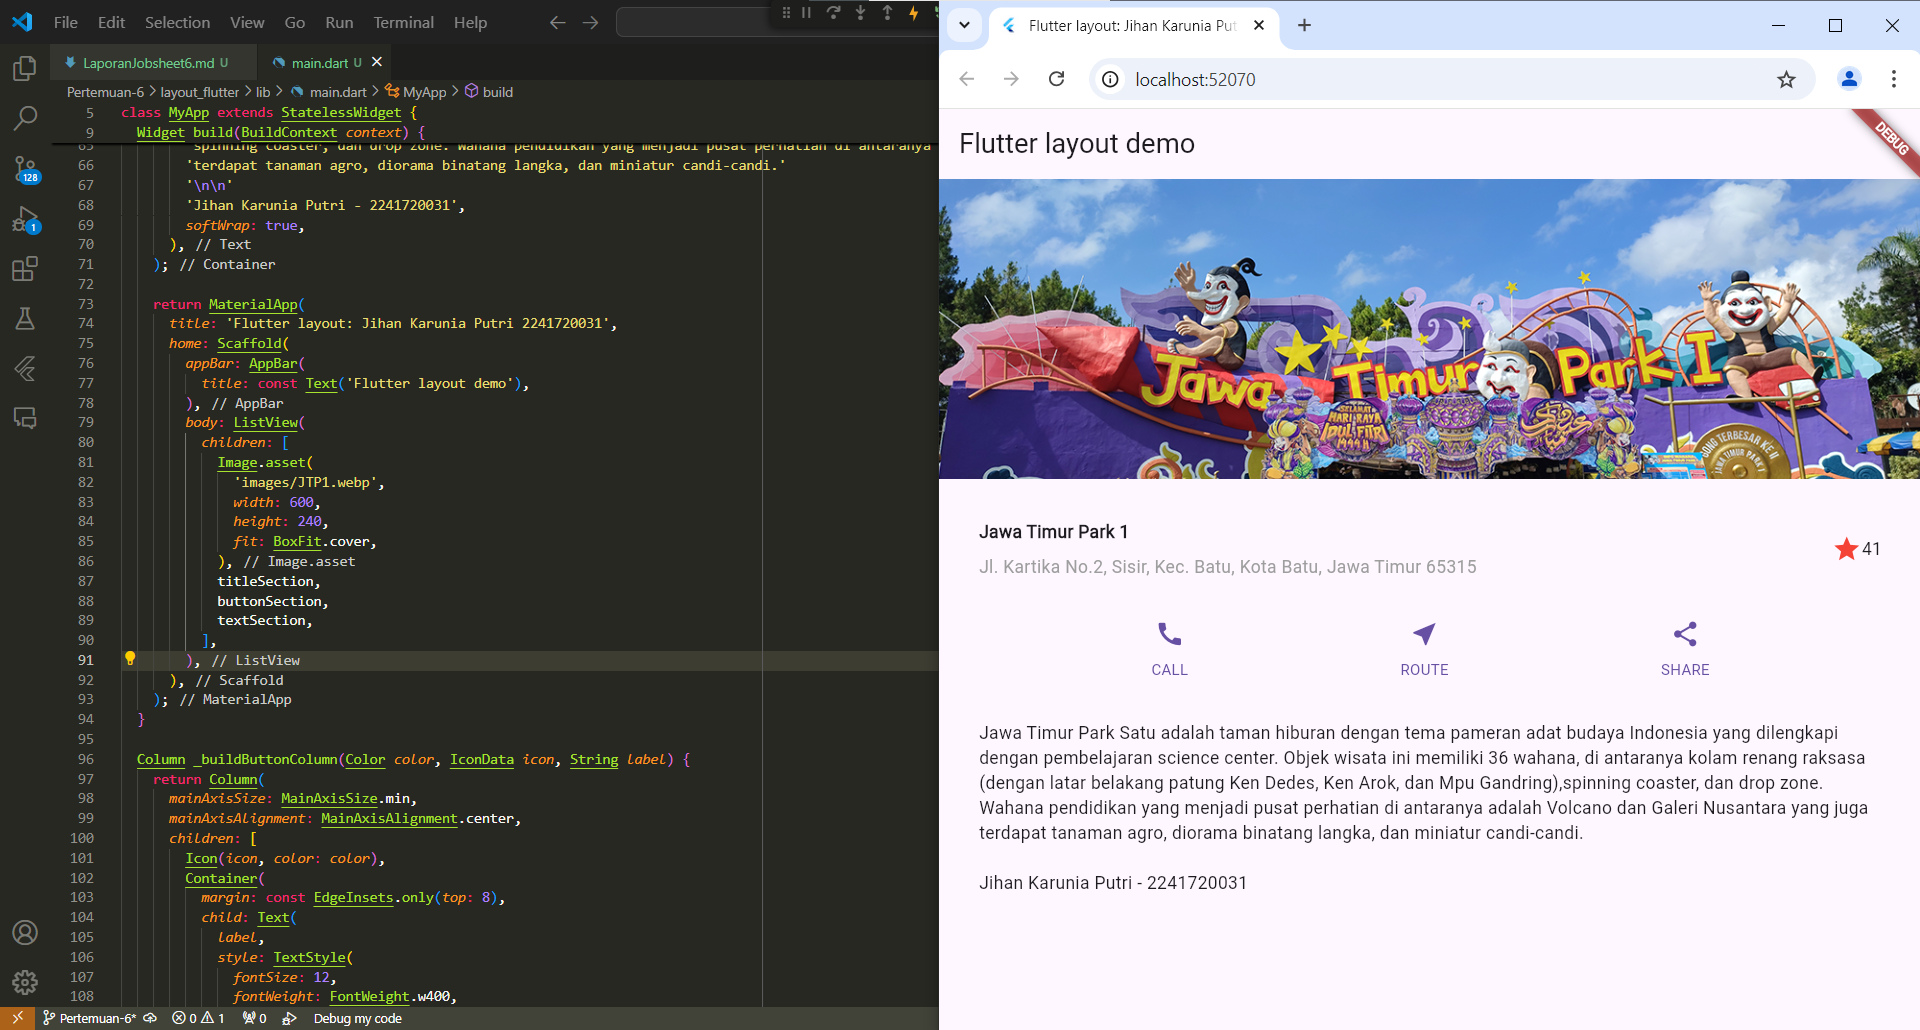 File Edit Selection View Go Run Terminal Help
LaporanJobsheet6.md U
main.dart U
Pertemuan-6 > layout_flutter > lib > main.dart > MyApp > build
5 class MyApp extends StatelessWidget {
9 Widget build(BuildContext context) {
65 'spinning coaster, dan drop zone. Wahana pendidikan yang menjadi pusat perhatian di antaranya
66 'terdapat tanaman agro, diorama binatang langka, dan miniatur candi-candi.'
67 '\n\n'
68 'Jihan Karunia Putri - 2241720031',
69 softWrap: true,
70 ), // Text
71 ); // Container
72
73 return MaterialApp(
74 title: 'Flutter layout: Jihan Karunia Putri 2241720031',
75 home: Scaffold(
76 appBar: AppBar(
77 title: const Text('Flutter layout demo'),
78 ), // AppBar
79 body: ListView(
80 children: [
81 Image.asset(
82 'images/JTP1.webp',
83 width: 600,
84 height: 240,
85 fit: BoxFit.cover,
86 ), // Image.asset
87 titleSection,
88 buttonSection,
89 textSection,
90 ],
91 ), // ListView
92 ), // Scaffold
93 ); // MaterialApp
94 }
95
96 Column _buildButtonColumn(Color color, IconData icon, String label) {
97 return Column(
98 mainAxisSize: MainAxisSize.min,
99 mainAxisAlignment: MainAxisAlignment.center,
100 children: [
101 Icon(icon, color: color),
102 Container(
103 margin: const EdgeInsets.only(top: 8),
104 child: Text(
105 label,
106 style: TextStyle(
107 fontSize: 12,
108 fontWeight: FontWeight.w400,
128
1
Pertemuan-6* 0 1 0 Debug my code
Flutter layout: Jihan Karunia Put
localhost:52070
Flutter layout demo
DEBUG
Jawa Timur Park I
SELAMAT
HARI RAYA
IDUL FITRI
1444 H
GONG TERBESAR KE II
JAWA TIMUR PARK I
Jawa Timur Park 1
Jl. Kartika No.2, Sisir, Kec. Batu, Kota Batu, Jawa Timur 65315
41
CALL ROUTE SHARE
Jawa Timur Park Satu adalah taman hiburan dengan tema pameran adat budaya Indonesia yang dilengkapi
dengan pembelajaran science center. Objek wisata ini memiliki 36 wahana, di antaranya kolam renang raksasa
(dengan latar belakang patung Ken Dedes, Ken Arok, dan Mpu Gandring),spinning coaster, dan drop zone.
Wahana pendidikan yang menjadi pusat perhatian di antaranya adalah Volcano dan Galeri Nusantara yang juga
terdapat tanaman agro, diorama binatang langka, dan miniatur candi-candi.
Jihan Karunia Putri - 2241720031